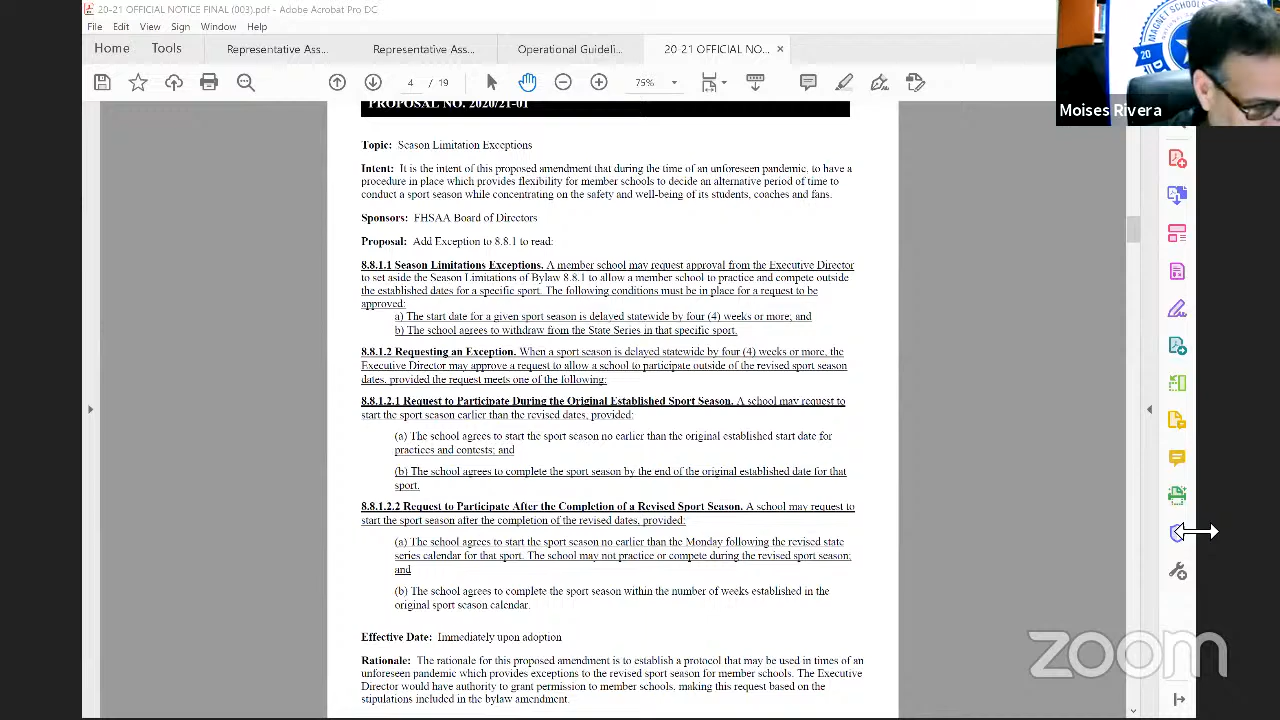 20-21 OFFICIAL NOTICE FINAL (003).pdf - Adobe Acrobat Pro DC
File Edit View Sign Window Help
Home Tools Representative Ass... Representative Ass... Operational Guideli... 20-21 OFFICIAL NO... ×
4 / 19 75%
MAGNET SCHOOLS
20
Moises Rivera
PROPOSAL NO. 2020/21-01
Topic: Season Limitation Exceptions
Intent: It is the intent of this proposed amendment that during the time of an unforeseen pandemic, to have a
procedure in place which provides flexibility for member schools to decide an alternative period of time to
conduct a sport season while concentrating on the safety and well-being of its students, coaches and fans.
Sponsors: FHSAA Board of Directors
Proposal: Add Exception to 8.8.1 to read:
8.8.1.1 Season Limitations Exceptions. A member school may request approval from the Executive Director
to set aside the Season Limitations of Bylaw 8.8.1 to allow a member school to practice and compete outside
the established dates for a specific sport. The following conditions must be in place for a request to be
approved:
a) The start date for a given sport season is delayed statewide by four (4) weeks or more; and
b) The school agrees to withdraw from the State Series in that specific sport.
8.8.1.2 Requesting an Exception. When a sport season is delayed statewide by four (4) weeks or more, the
Executive Director may approve a request to allow a school to participate outside of the revised sport season
dates, provided the request meets one of the following:
8.8.1.2.1 Request to Participate During the Original Established Sport Season. A school may request to
start the sport season earlier than the revised dates, provided:
(a) The school agrees to start the sport season no earlier than the original established start date for
practices and contests; and
(b) The school agrees to complete the sport season by the end of the original established date for that
sport.
8.8.1.2.2 Request to Participate After the Completion of a Revised Sport Season. A school may request to
start the sport season after the completion of the revised dates, provided:
(a) The school agrees to start the sport season no earlier than the Monday following the revised state
series calendar for that sport. The school may not practice or compete during the revised sport season;
and
(b) The school agrees to complete the sport season within the number of weeks established in the
original sport season calendar.
Effective Date: Immediately upon adoption
Rationale: The rationale for this proposed amendment is to establish a protocol that may be used in times of an
unforeseen pandemic which provides exceptions to the revised sport season for member schools. The Executive
Director would have authority to grant permission to member schools, making this request based on the
stipulations included in the bylaw amendment.
zoom